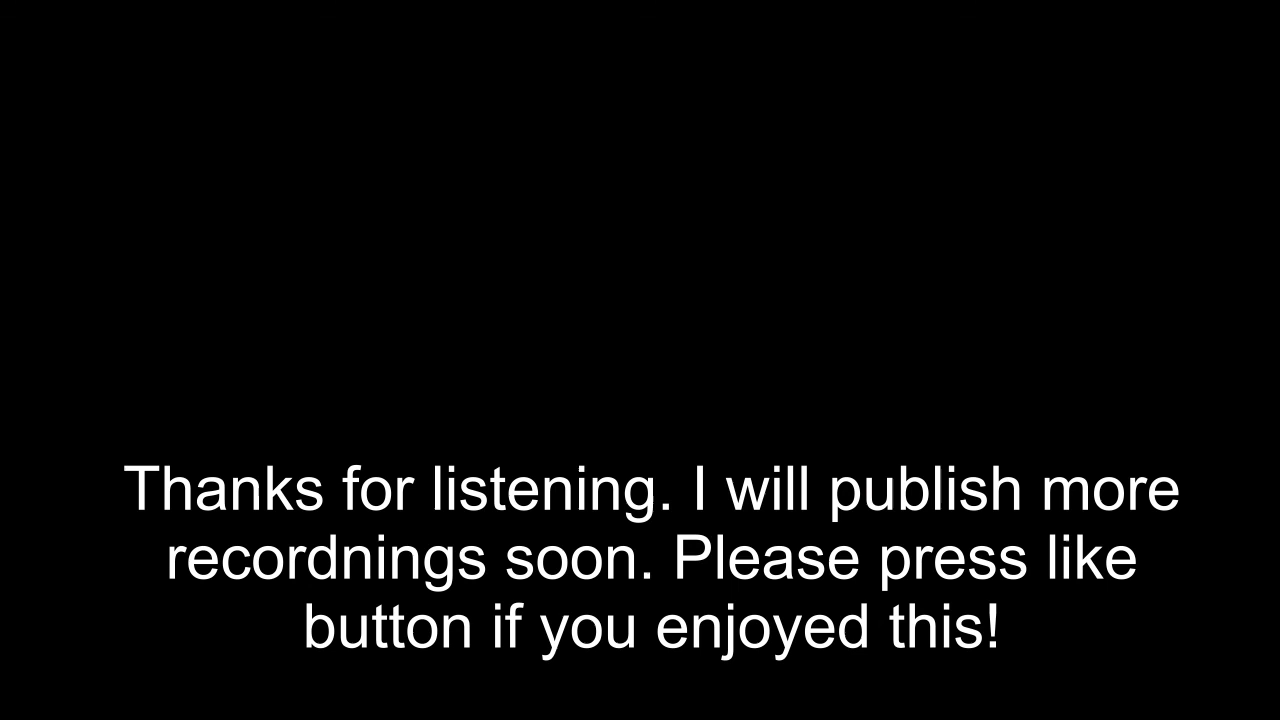 Thanks for listening. I will publish more
recordnings soon. Please press like
button if you enjoyed this!